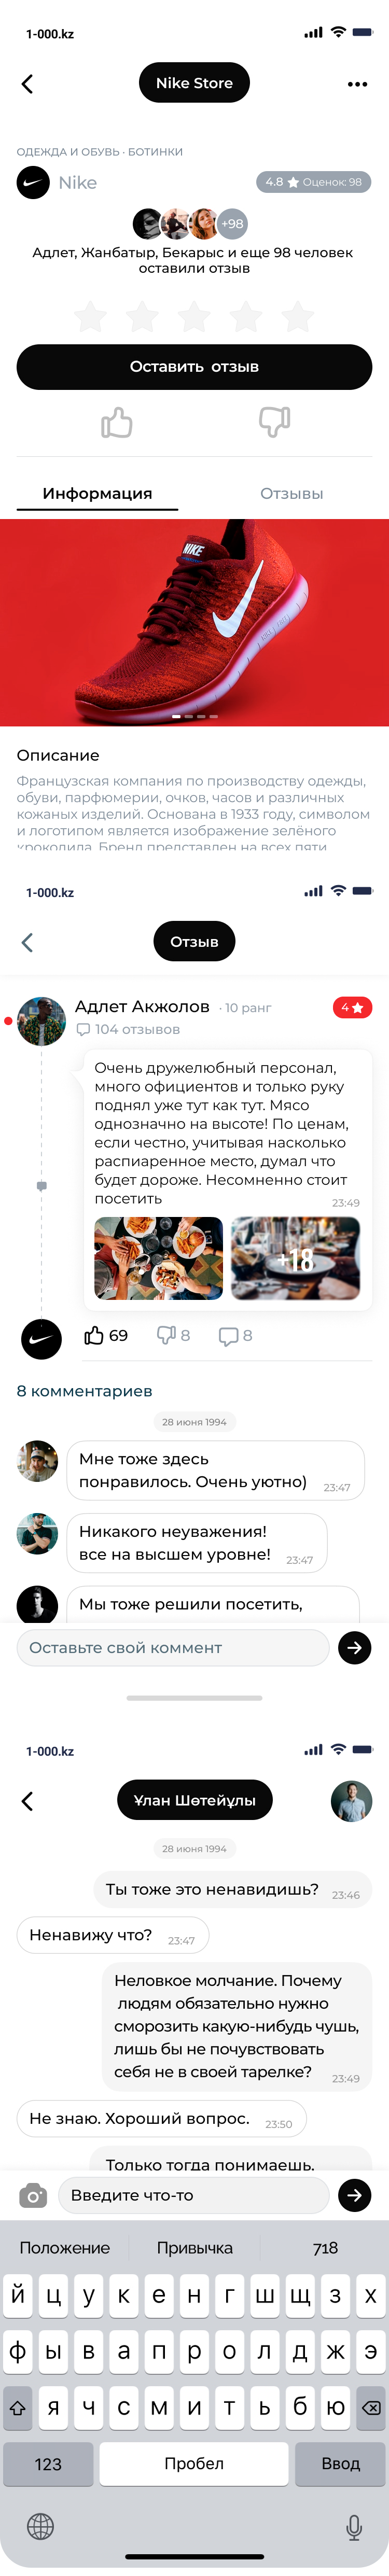 1-000.kz
Nike Store
ОДЕЖДА И ОБУВЬ · БОТИНКИ
Nike
4.8 Оценок: 98
+98
Адлет, Жанбатыр, Бекарыс и еще 98 человек
оставили отзыв
Оставить отзыв
Информация
Отзывы
NIKE
Описание
Французская компания по производству одежды,
обуви, парфюмерии, очков, часов и различных
кожаных изделий. Основана в 1933 году, символом
и логотипом является изображение зелёного
крокодила. Бренд представлен на всех пяти
1-000.kz
Отзыв
Адлет Акжолов · 10 ранг
4
104 отзывов
Очень дружелюбный персонал,
много официентов и только руку
поднял уже тут как тут. Мясо
однозначно на высоте! По ценам,
если честно, учитывая насколько
распиаренное место, думал что
будет дороже. Несомненно стоит
посетить
23:49
+18
69
8
8
8 комментариев
28 июня 1994
Мне тоже здесь
понравилось. Очень уютно)
23:47
Никакого неуважения!
все на высшем уровне!
23:47
Мы тоже решили посетить,
Оставьте свой коммент
1-000.kz
Ұлан Шөтейұлы
28 июня 1994
Ты тоже это ненавидишь?
23:46
Ненавижу что?
23:47
Неловкое молчание. Почему
людям обязательно нужно
сморозить какую-нибудь чушь,
лишь бы не почувствовать
себя не в своей тарелке?
23:49
Не знаю. Хороший вопрос.
23:50
Только тогда понимаешь,
Введите что-то
Положение Привычка 718
й ц у к е н г ш щ з х
ф ы в а п р о л д ж э
я ч с м и т ь б ю
123 Пробел Ввод